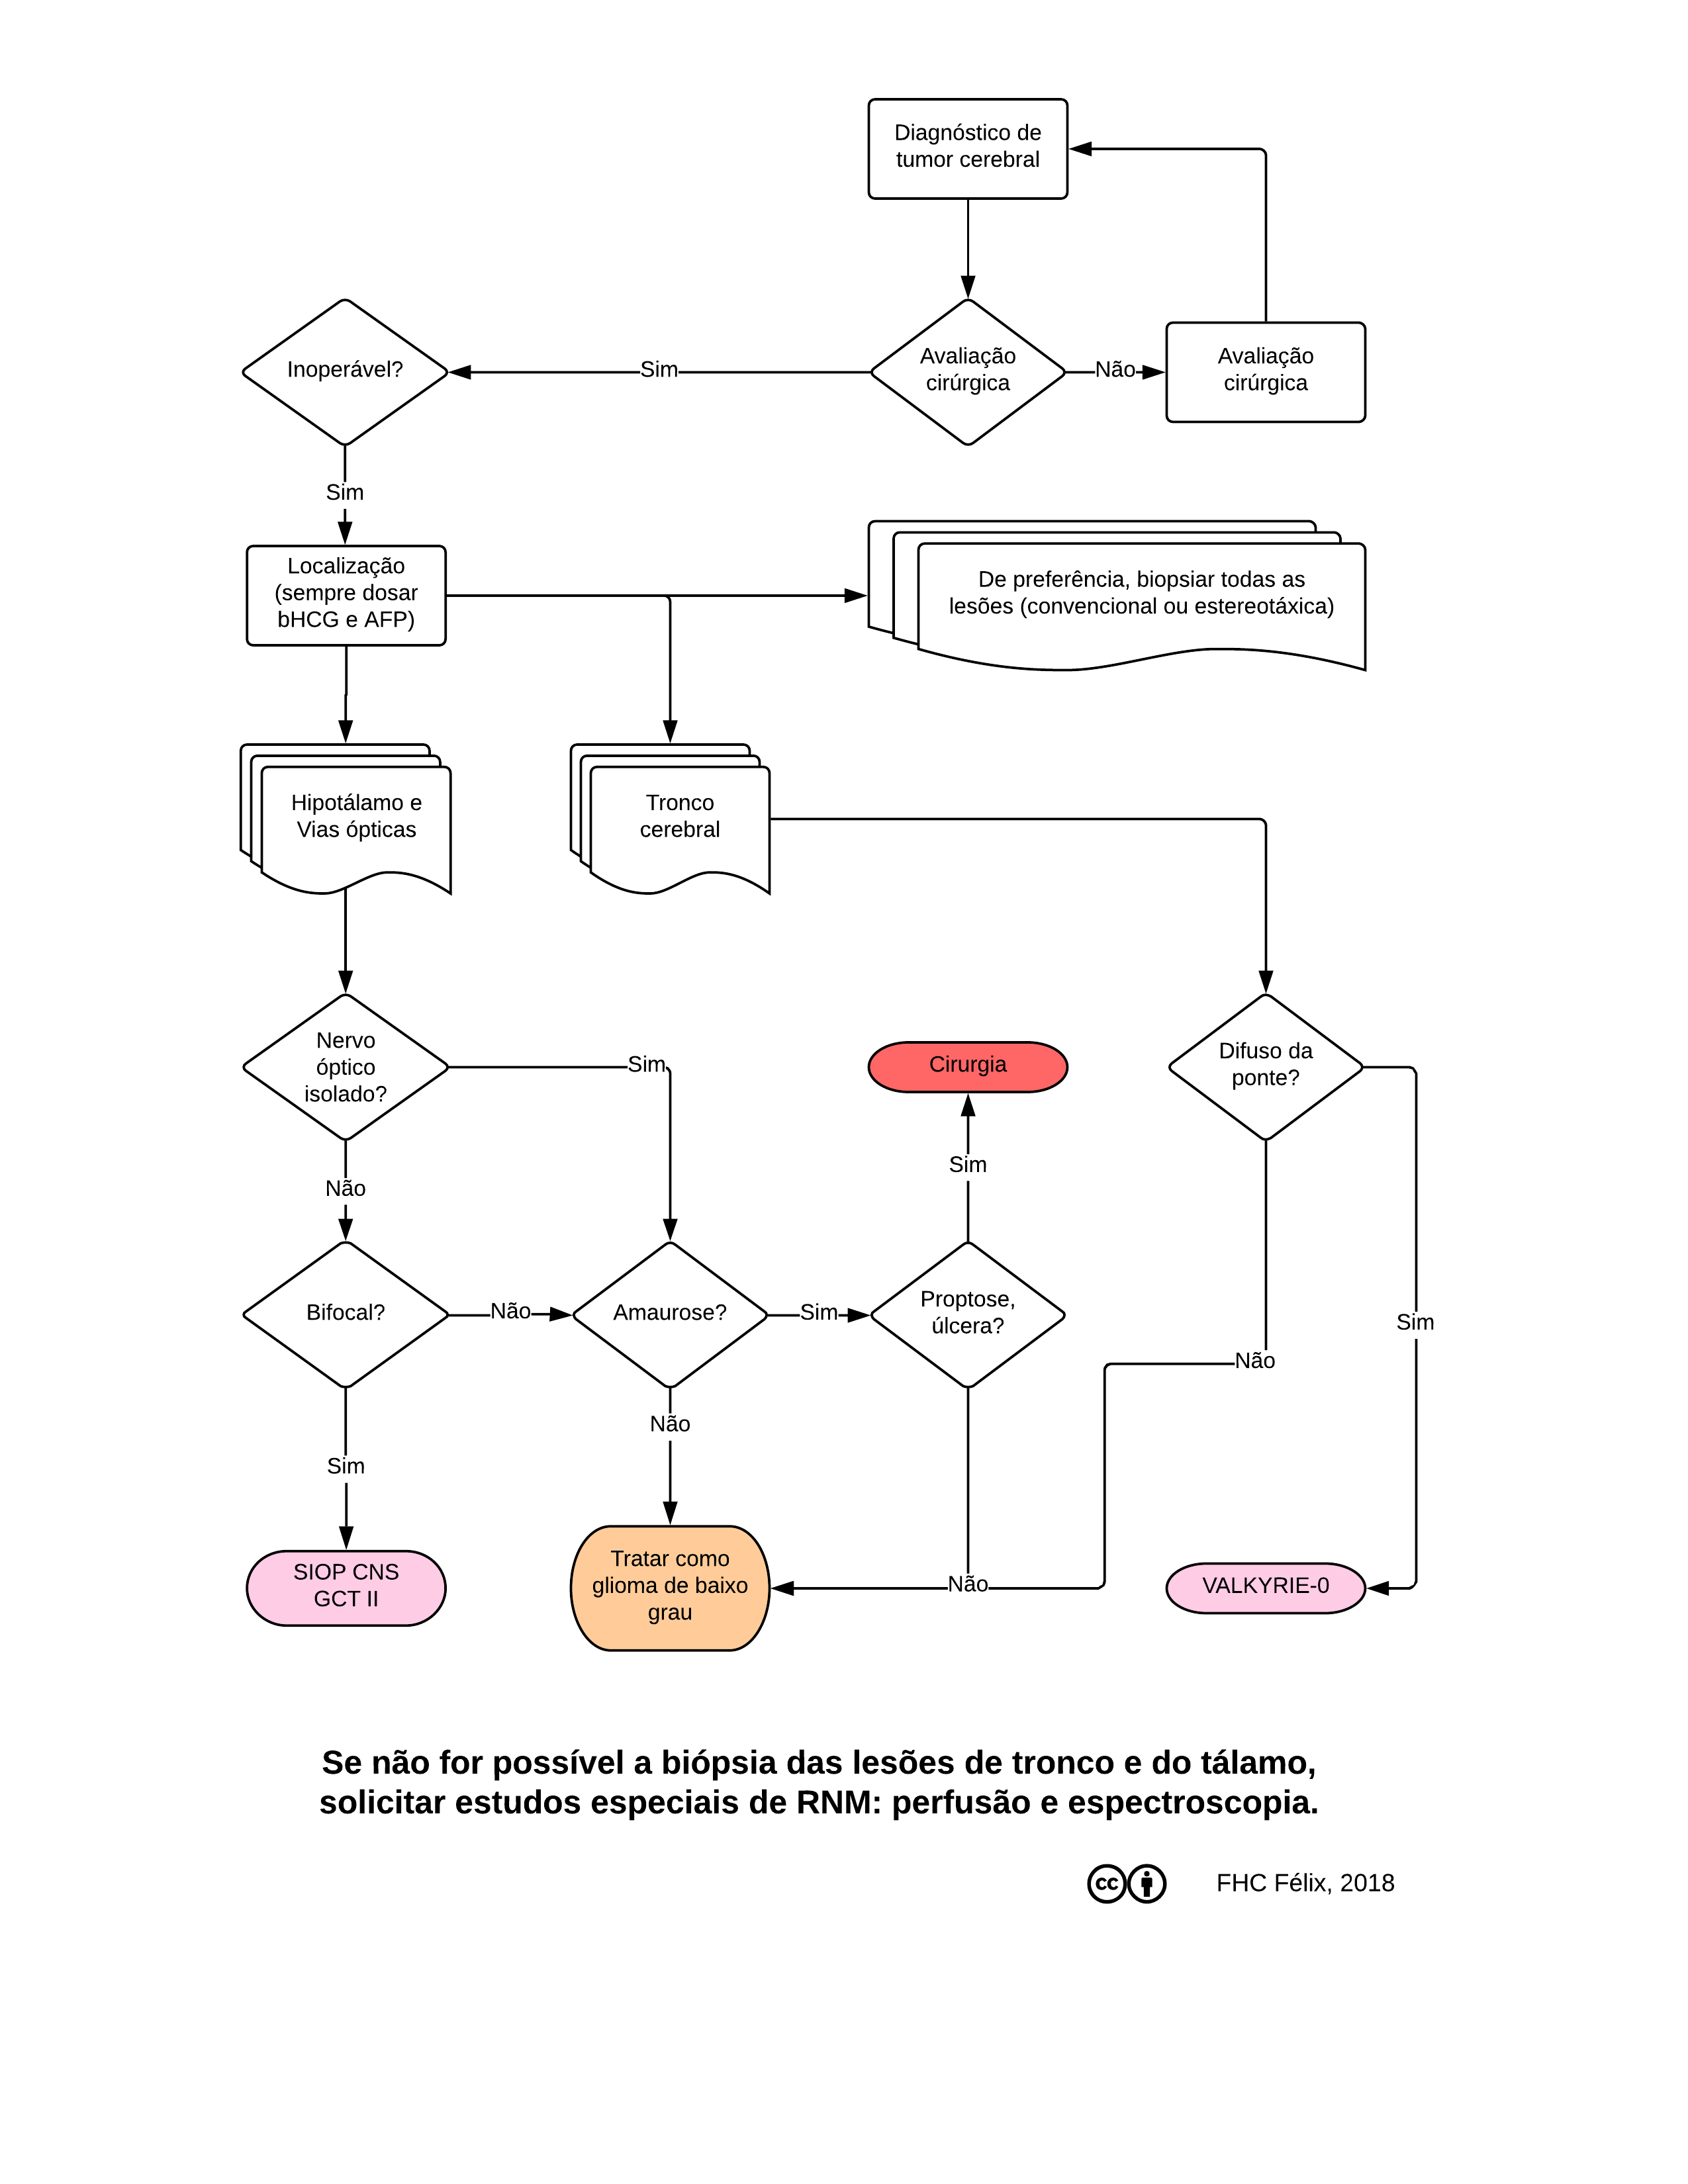 Diagnóstico de
tumor cerebral
Inoperável?
Sim
Avaliação
cirúrgica
Não
Avaliação
cirúrgica
Sim
Localização
(sempre dosar
bHCG e AFP)
De preferência, biopsiar todas as
lesões (convencional ou estereotáxica)
Hipotálamo e
Vias ópticas
Tronco
cerebral
Nervo
óptico
isolado?
Sim
Cirurgia
Difuso da
ponte?
Não
Sim
Bifocal?
Não
Amaurose?
Sim
Proptose,
úlcera?
Sim
Não
Não
Sim
SIOP CNS
GCT II
Tratar como
glioma de baixo
grau
Não
VALKYRIE-0
Se não for possível a biópsia das lesões de tronco e do tálamo,
solicitar estudos especiais de RNM: perfusão e espectroscopia.
cc
FHC Félix, 2018